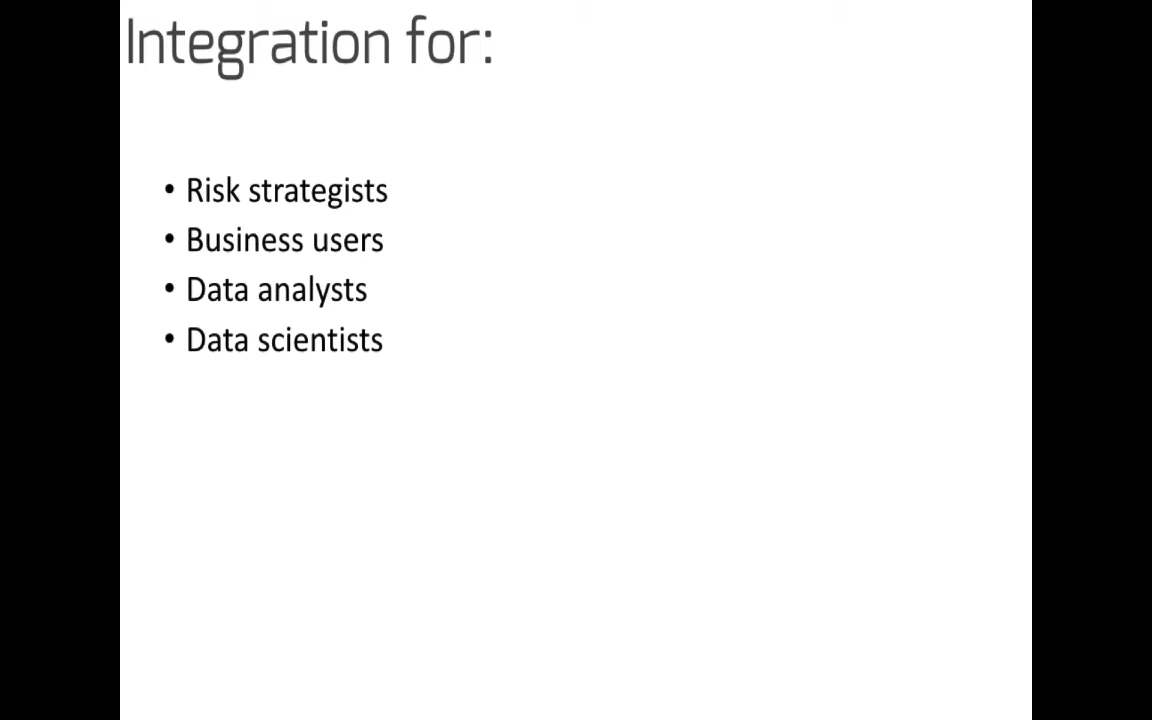 Integration for:
• Risk strategists
• Business users
• Data analysts
• Data scientists